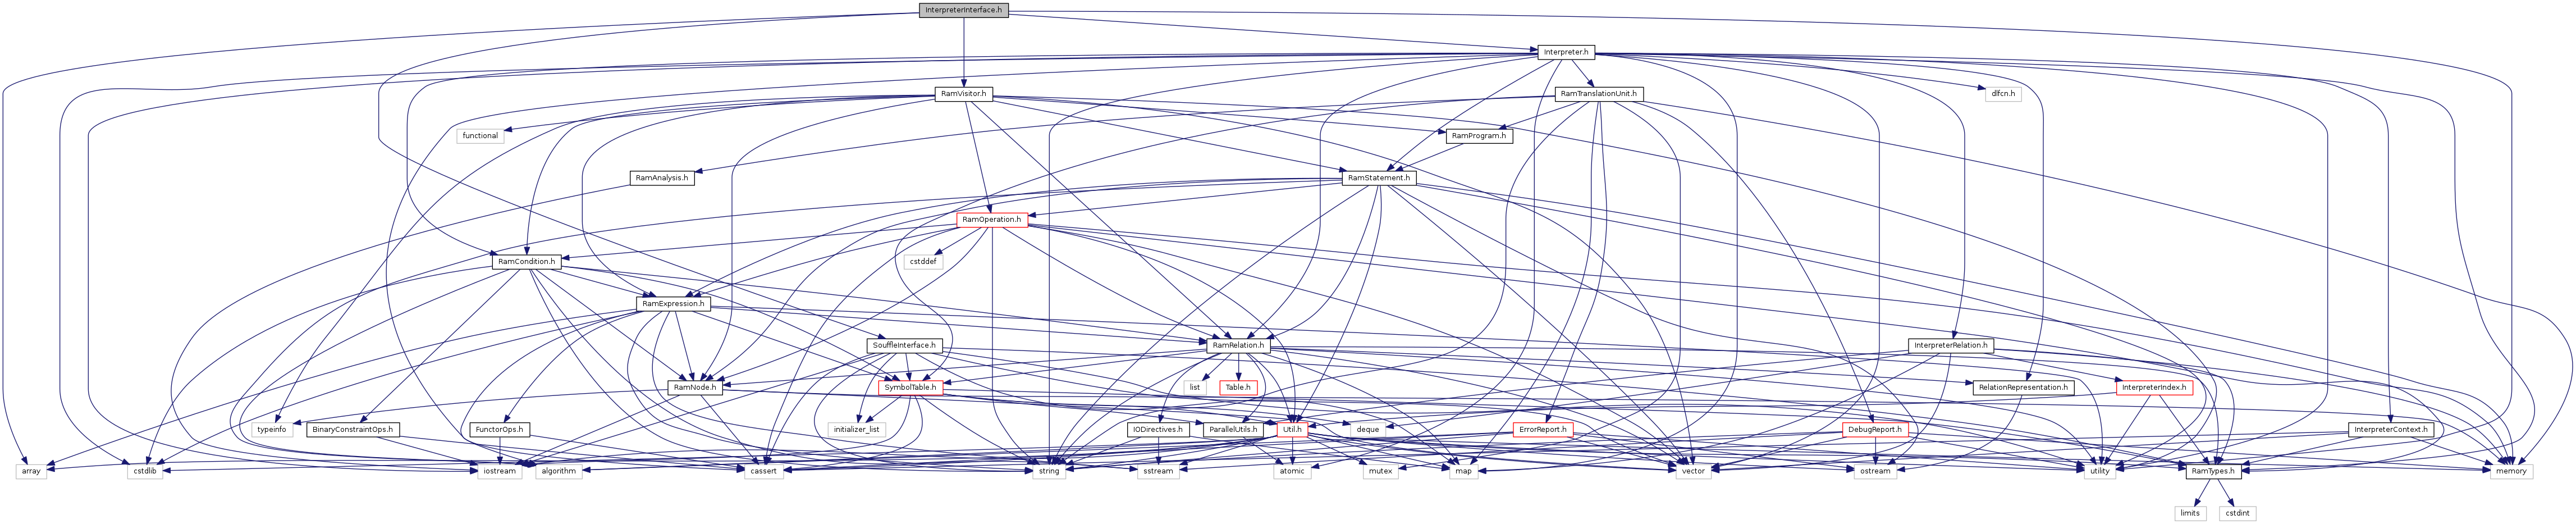 InterpreterInterface.h
Interpreter.h
RamVisitor.h
RamTranslationUnit.h
dlfcn.h
functional
RamProgram.h
RamAnalysis.h
RamStatement.h
RamOperation.h
RamCondition.h
cstddef
RamExpression.h
SouffleInterface.h
RamRelation.h
InterpreterRelation.h
RamNode.h
SymbolTable.h
list
Table.h
RelationRepresentation.h
InterpreterIndex.h
typeinfo
BinaryConstraintOps.h
FunctorOps.h
initializer_list
IODirectives.h
ParallelUtils.h
Util.h
deque
ErrorReport.h
DebugReport.h
InterpreterContext.h
array
cstdlib
iostream
algorithm
cassert
string
sstream
atomic
mutex
map
vector
ostream
utility
RamTypes.h
memory
limits
cstdint